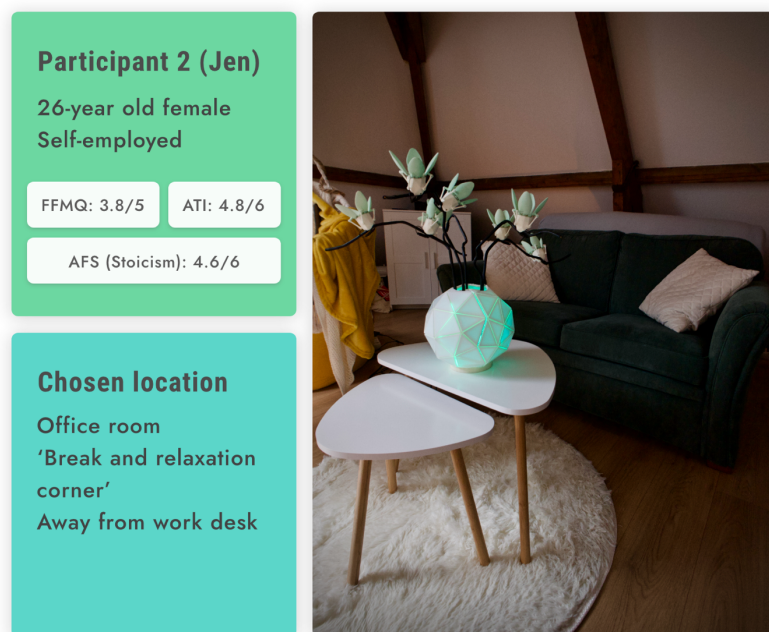 Participant 2 (Jen)
26-year old female
Self-employed
FFMQ: 3.8/5
ATI: 4.8/6
AFS (Stoicism): 4.6/6
Chosen location
Office room
‘Break and relaxation
corner’
Away from work desk